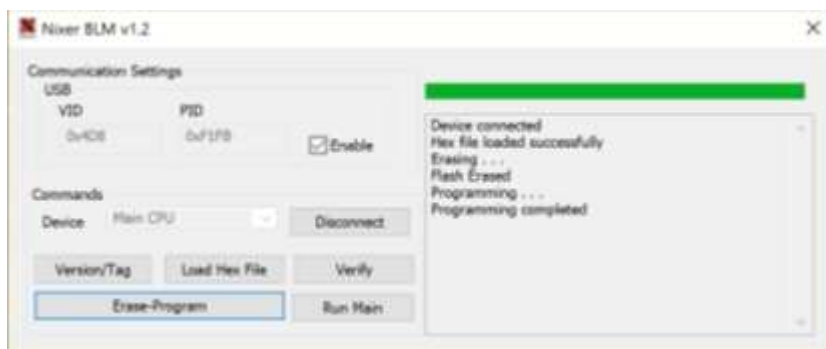 Nixer BLM v1.2
Communication Settings
USB
VID PID
0x4D8 0xF1FB Enable
Commands
Device Main CPU Disconnect
Version/Tag Load Hex File Verify
Erase-Program Run Main
Device connected
Hex file loaded successfully
Erasing . . .
Flash Erased
Programming . . .
Programming completed